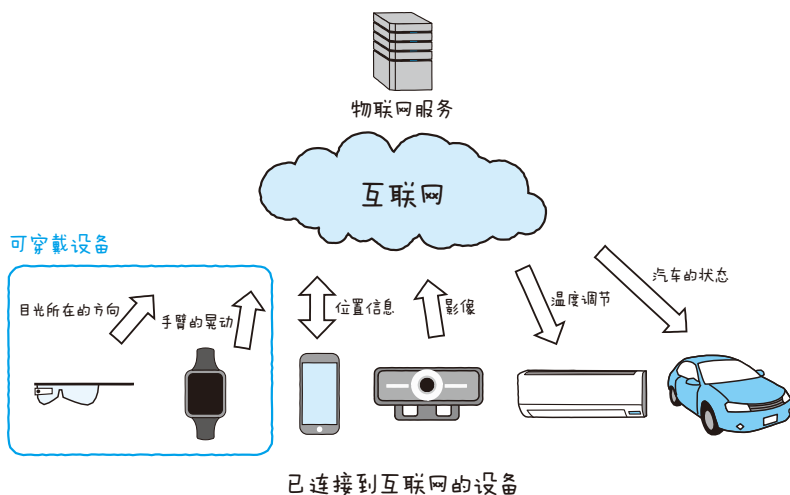 物联网服务
互联网
可穿戴设备
目光所在的方向
手臂的晃动
位置信息
影像
温度调节
汽车的状态
已连接到互联网的设备